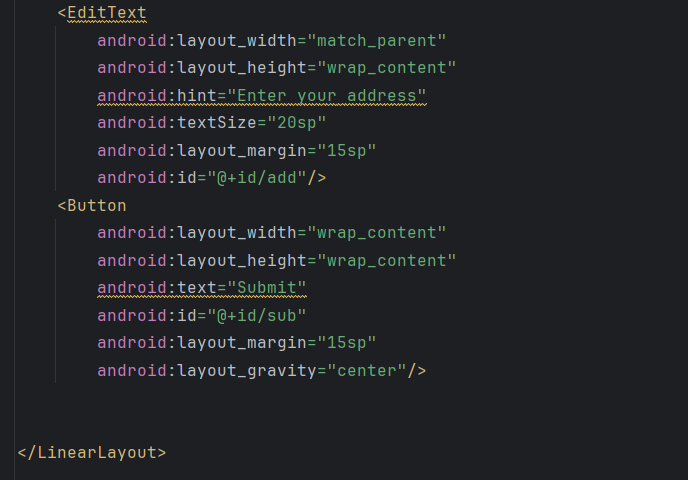 <EditText
android:layout_width="match_parent"
android:layout_height="wrap_content"
android:hint="Enter your address"
android:textSize="20sp"
android:layout_margin="15sp"
android:id="@+id/add"/>
<Button
android:layout_width="wrap_content"
android:layout_height="wrap_content"
android:text="Submit"
android:id="@+id/sub"
android:layout_margin="15sp"
android:layout_gravity="center"/>
</LinearLayout>